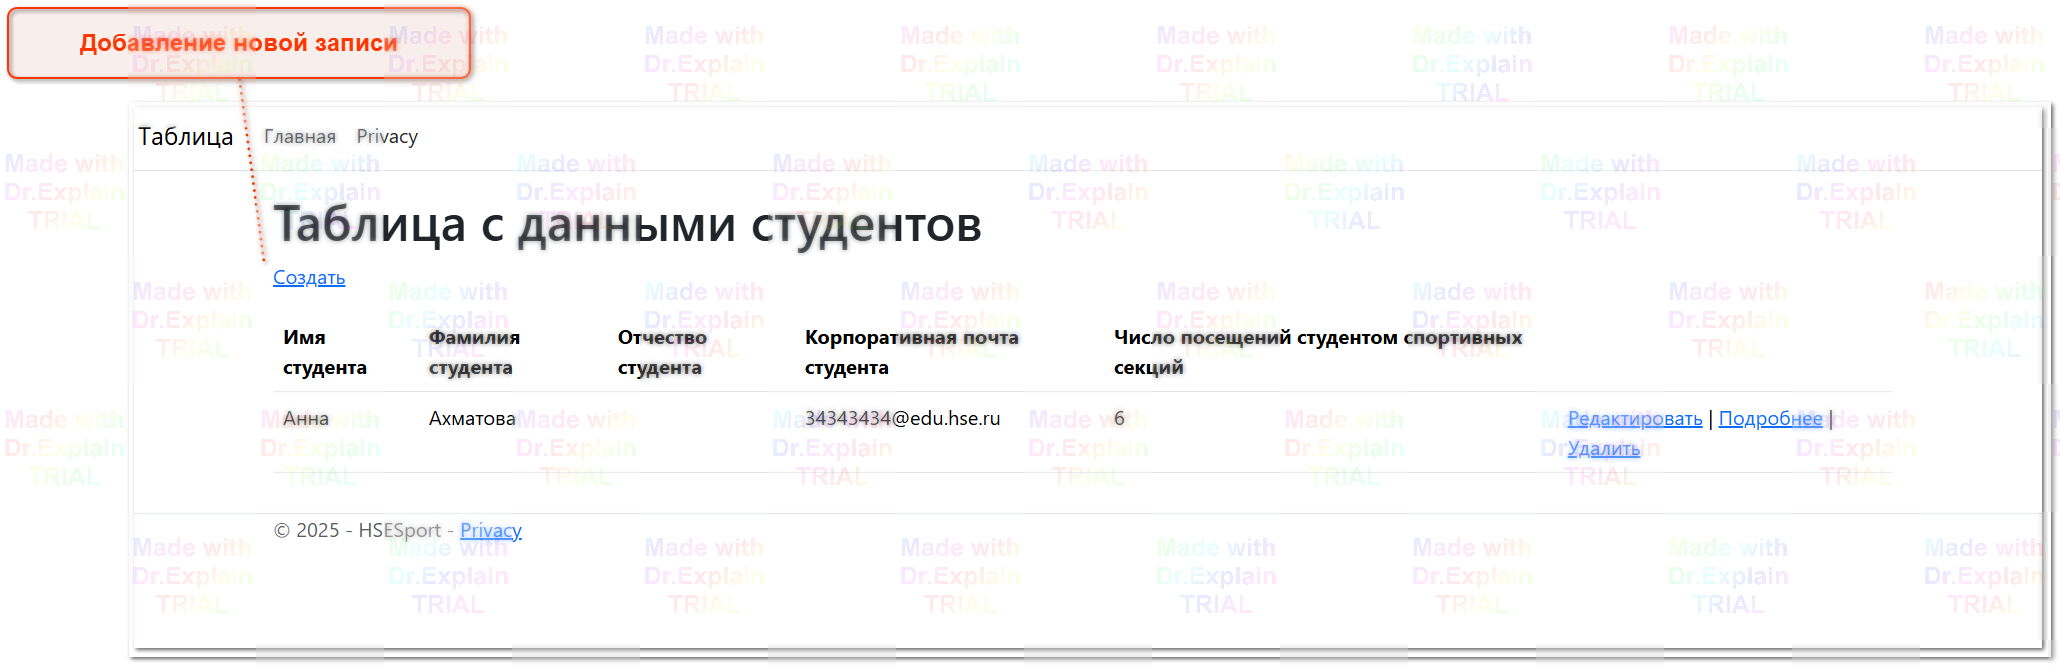 Добавление новой записи
Таблица Главная Privacy
Таблица с данными студентов
Создать
Имя студента
Фамилия студента
Отчество студента
Корпоративная почта студента
Число посещений студентом спортивных секций
Анна Ахматова 34343434@edu.hse.ru 6 Редактировать | Подробнее |
Удалить
© 2025 - HSESport - Privacy
Made with
Dr.Explain
TRIAL